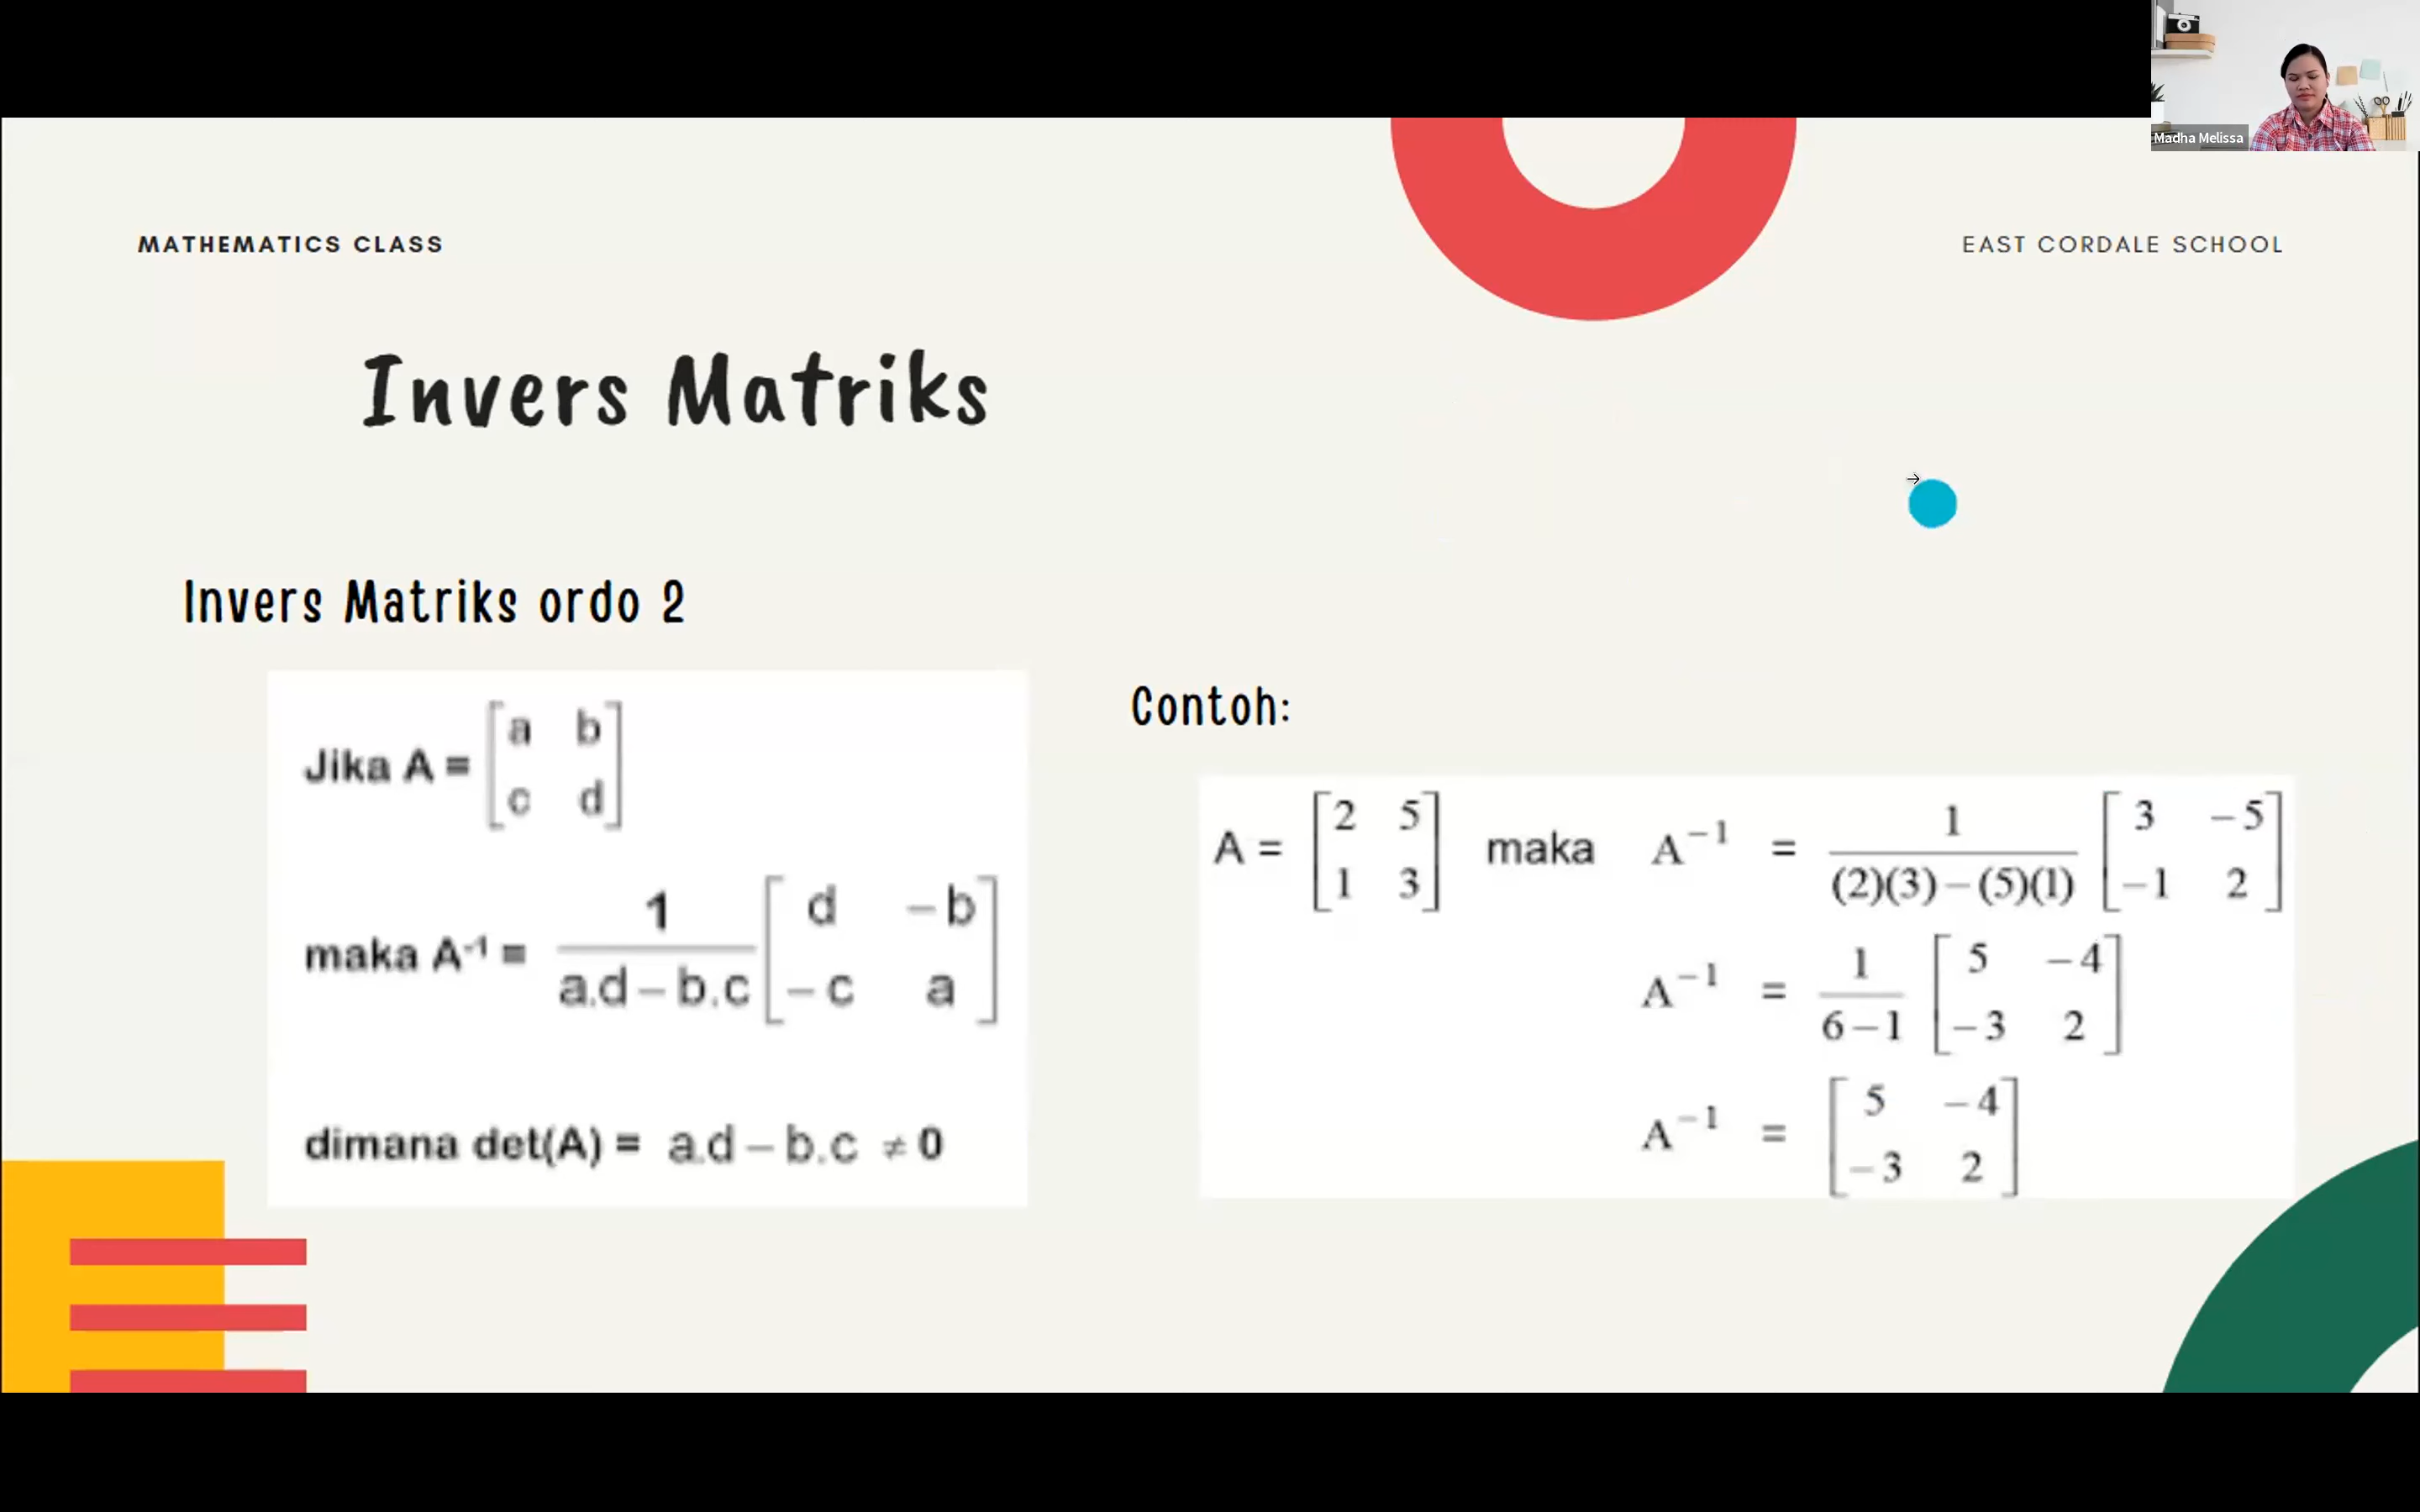 Madha Melissa
MATHEMATICS CLASS
EAST CORDALE SCHOOL
Invers Matriks
Invers Matriks ordo 2
Jika A = [a b; c d]
maka A⁻¹ = 1/(a.d – b.c) [d –b; –c a]
dimana det(A) = a.d – b.c ≠ 0
Contoh:
A = [2 5; 1 3] maka A⁻¹ = 1/((2)(3) – (5)(1)) [3 –5; –1 2]
A⁻¹ = 1/(6 – 1) [5 –4; –3 2]
A⁻¹ = [5 –4; –3 2]